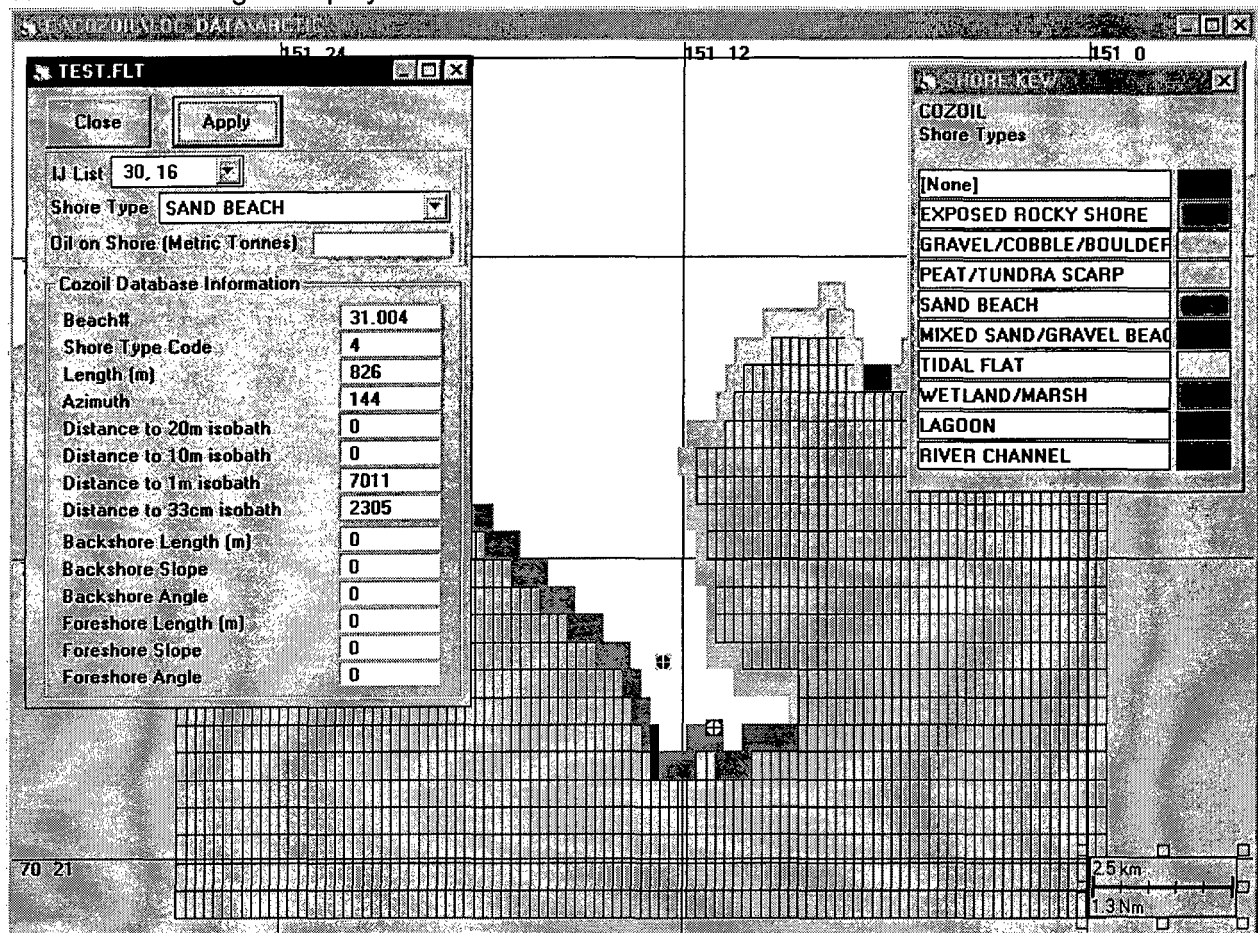 151 24
151 12
151 0
TEST.FLT
Close
Apply
IJ List 30, 16
Shore Type SAND BEACH
Oil on Shore (Metric Tonnes)
Cozoil Database Information
Beach# 31.004
Shore Type Code 4
Length (m) 826
Azimuth 144
Distance to 20m isobath 0
Distance to 10m isobath 0
Distance to 1m isobath 7011
Distance to 33cm isobath 2305
Backshore Length (m) 0
Backshore Slope 0
Backshore Angle 0
Foreshore Length (m) 0
Foreshore Slope 0
Foreshore Angle 0
SHORE KEY
COZOIL
Shore Types
[None]
EXPOSED ROCKY SHORE
GRAVEL/COBBLE/BOULDER
PEAT/TUNDRA SCARP
SAND BEACH
MIXED SAND/GRAVEL BEAC
TIDAL FLAT
WETLAND/MARSH
LAGOON
RIVER CHANNEL
70 21
2.5 km
1.3 Nm